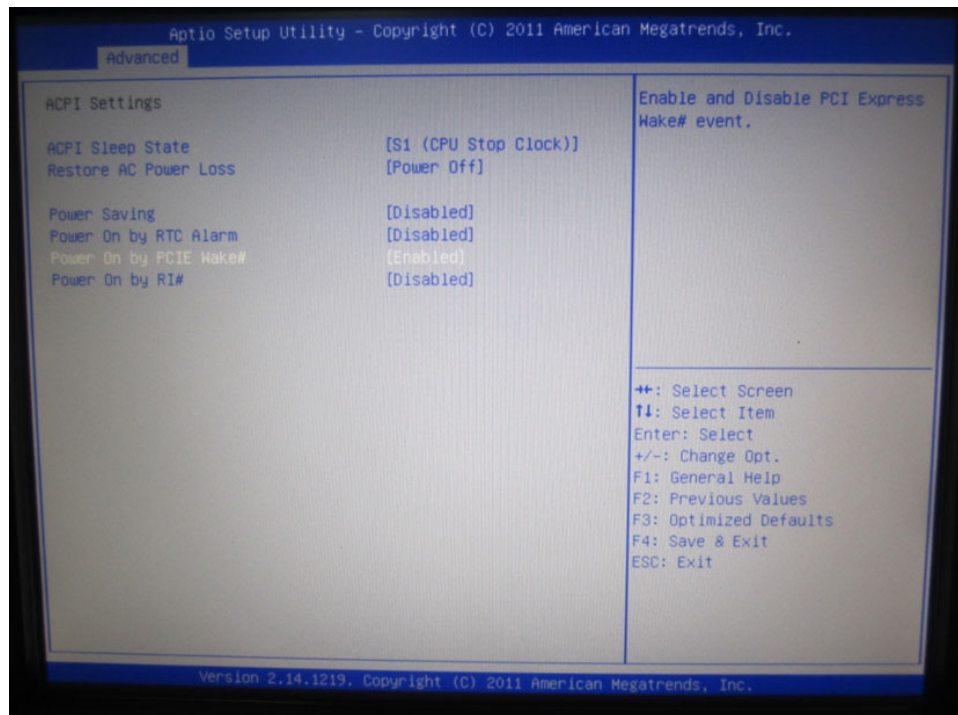 Aptio Setup Utility - Copyright (C) 2011 American Megatrends, Inc.
Advanced
ACPI Settings
ACPI Sleep State [S1 (CPU Stop Clock)]
Restore AC Power Loss [Power Off]
Power Saving [Disabled]
Power On by RTC Alarm [Disabled]
Power On by PCIE Wake# [Enabled]
Power On by RI# [Disabled]
Enable and Disable PCI Express
Wake# event.
→←: Select Screen
↑↓: Select Item
Enter: Select
+/-: Change Opt.
F1: General Help
F2: Previous Values
F3: Optimized Defaults
F4: Save & Exit
ESC: Exit
Version 2.14.1219. Copyright (C) 2011 American Megatrends, Inc.